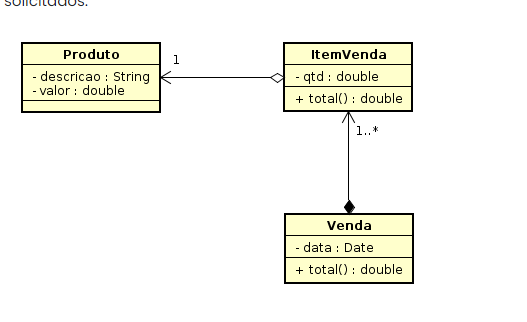 solicitados.
Produto
- descricao : String
- valor : double
1
ItemVenda
- qtd : double
+ total() : double
1..*
Venda
- data : Date
+ total() : double